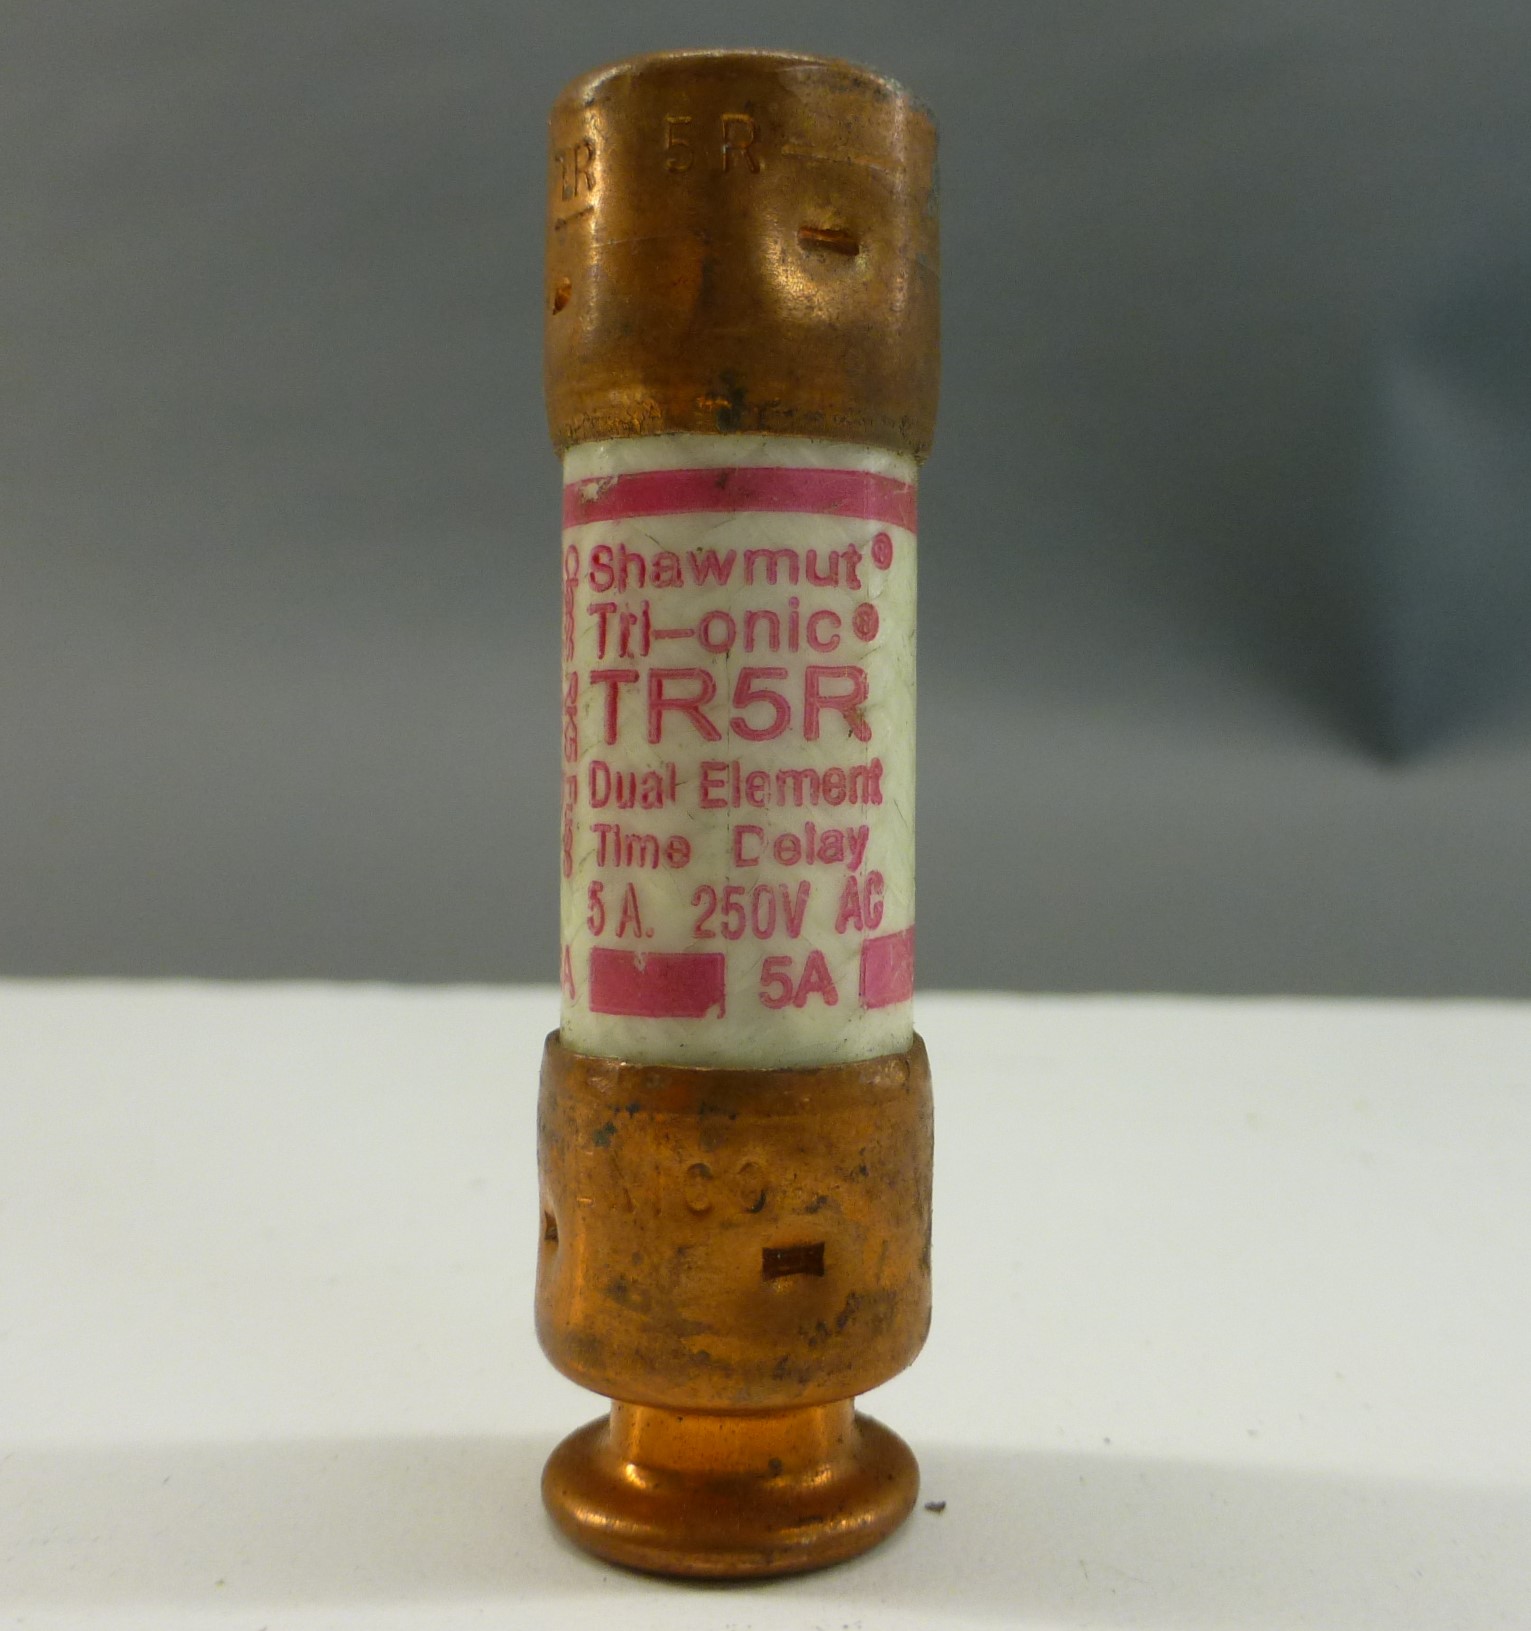 5R
Shawmut®
Tri-onic®
TR5R
Dual Element
Time Delay
5 A. 250V AC
5A